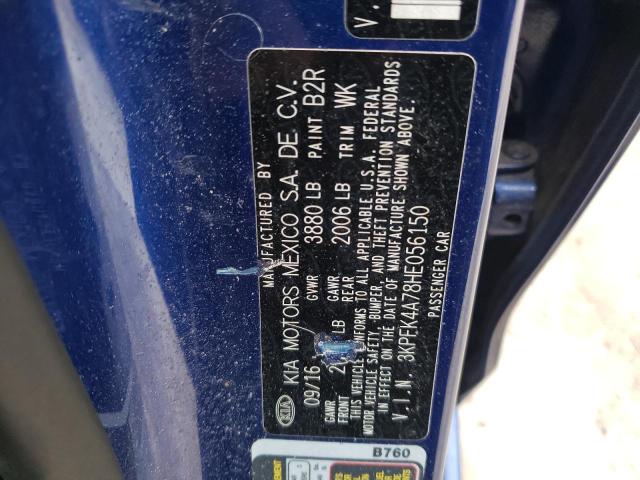 MANUFACTURED BY
KIA KIA MOTORS MEXICO S.A. DE C.V.
09/16 GVWR 3880 LB PAINT B2R
GAWR FRONT 2 LB GAWR REAR 2006 LB TRIM WK
THIS VEHICLE CONFORMS TO ALL APPLICABLE U.S.A. FEDERAL
MOTOR VEHICLE SAFETY, BUMPER, AND THEFT PREVENTION STANDARDS
IN EFFECT ON THE DATE OF MANUFACTURE SHOWN ABOVE.
V.I.N. 3KPFK4A78HE056150
PASSENGER CAR
V.
B760